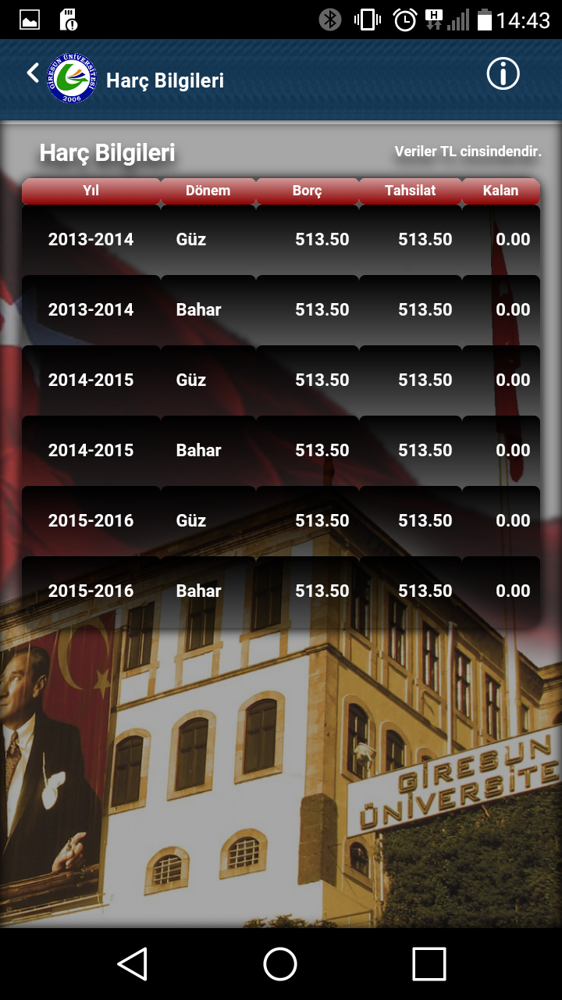 14:43
GİRESUN ÜNİVERSİTESİ
2006
Harç Bilgileri
Harç Bilgileri Veriler TL cinsindendir.
Yıl Dönem Borç Tahsilat Kalan
2013-2014 Güz 513.50 513.50 0.00
2013-2014 Bahar 513.50 513.50 0.00
2014-2015 Güz 513.50 513.50 0.00
2014-2015 Bahar 513.50 513.50 0.00
2015-2016 Güz 513.50 513.50 0.00
2015-2016 Bahar 513.50 513.50 0.00
GİRESUN
ÜNİVERSİTE